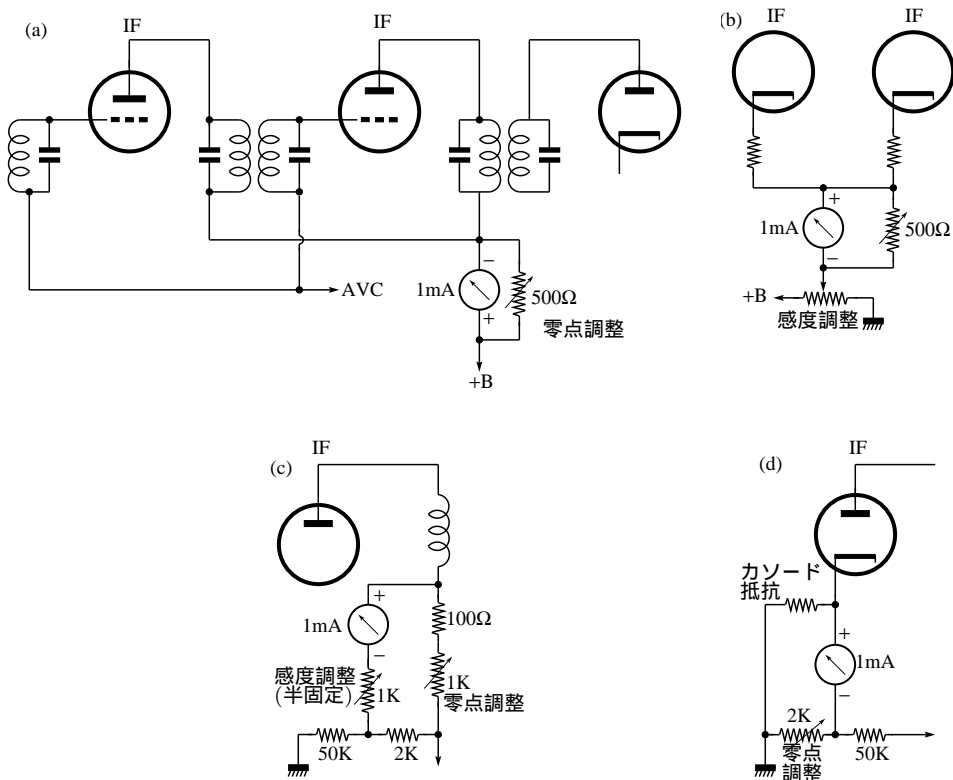 (a)
IF
IF
AVC
−
1mA
+
500Ω
零点調整
+B
(b)
IF
IF
+
1mA
−
500Ω
+B
感度調整
(c)
IF
+
1mA
−
100Ω
感度調整
(半固定)
1K
1K
零点調整
50K
2K
(d)
IF
カソード
抵抗
+
1mA
−
2K
零点
調整
50K